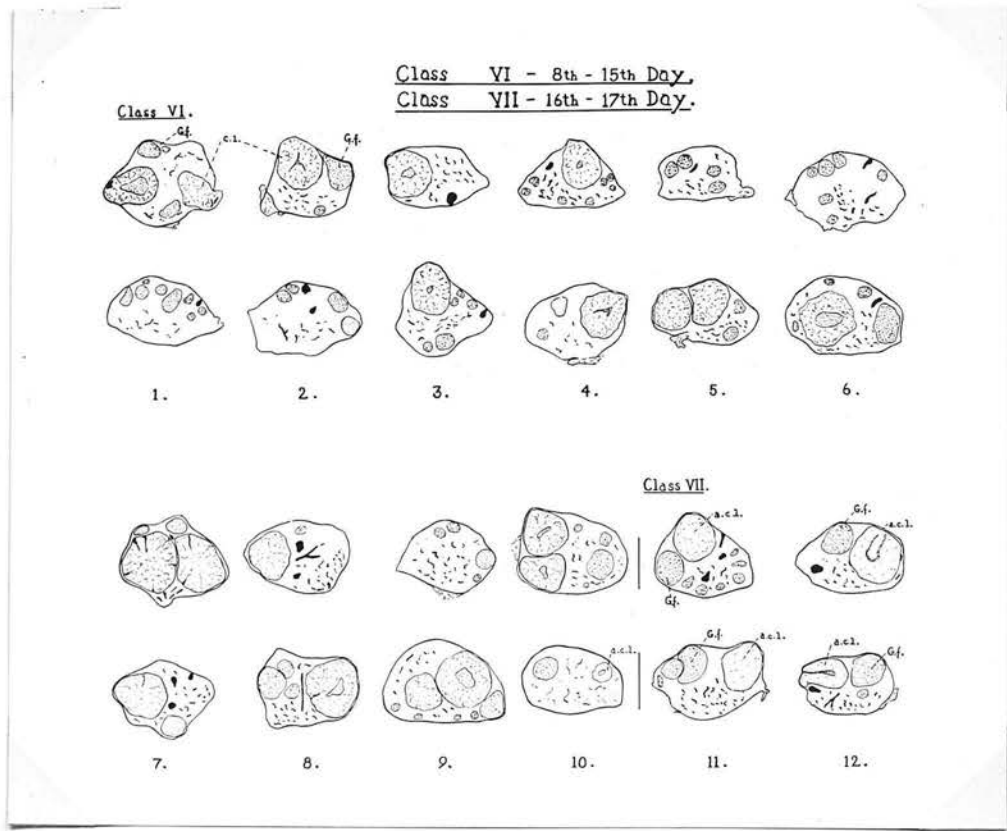 Class VI - 8th - 15th Day.
Class VII - 16th - 17th Day.
Class VI.
G.f. c.l. G.f.
1. 2. 3. 4. 5. 6.
Class VII.
a.c.l. G.f. a.c.l.
G.f.
a.c.l. G.f. a.c.l. a.c.l. G.f.
7. 8. 9. 10. 11. 12.